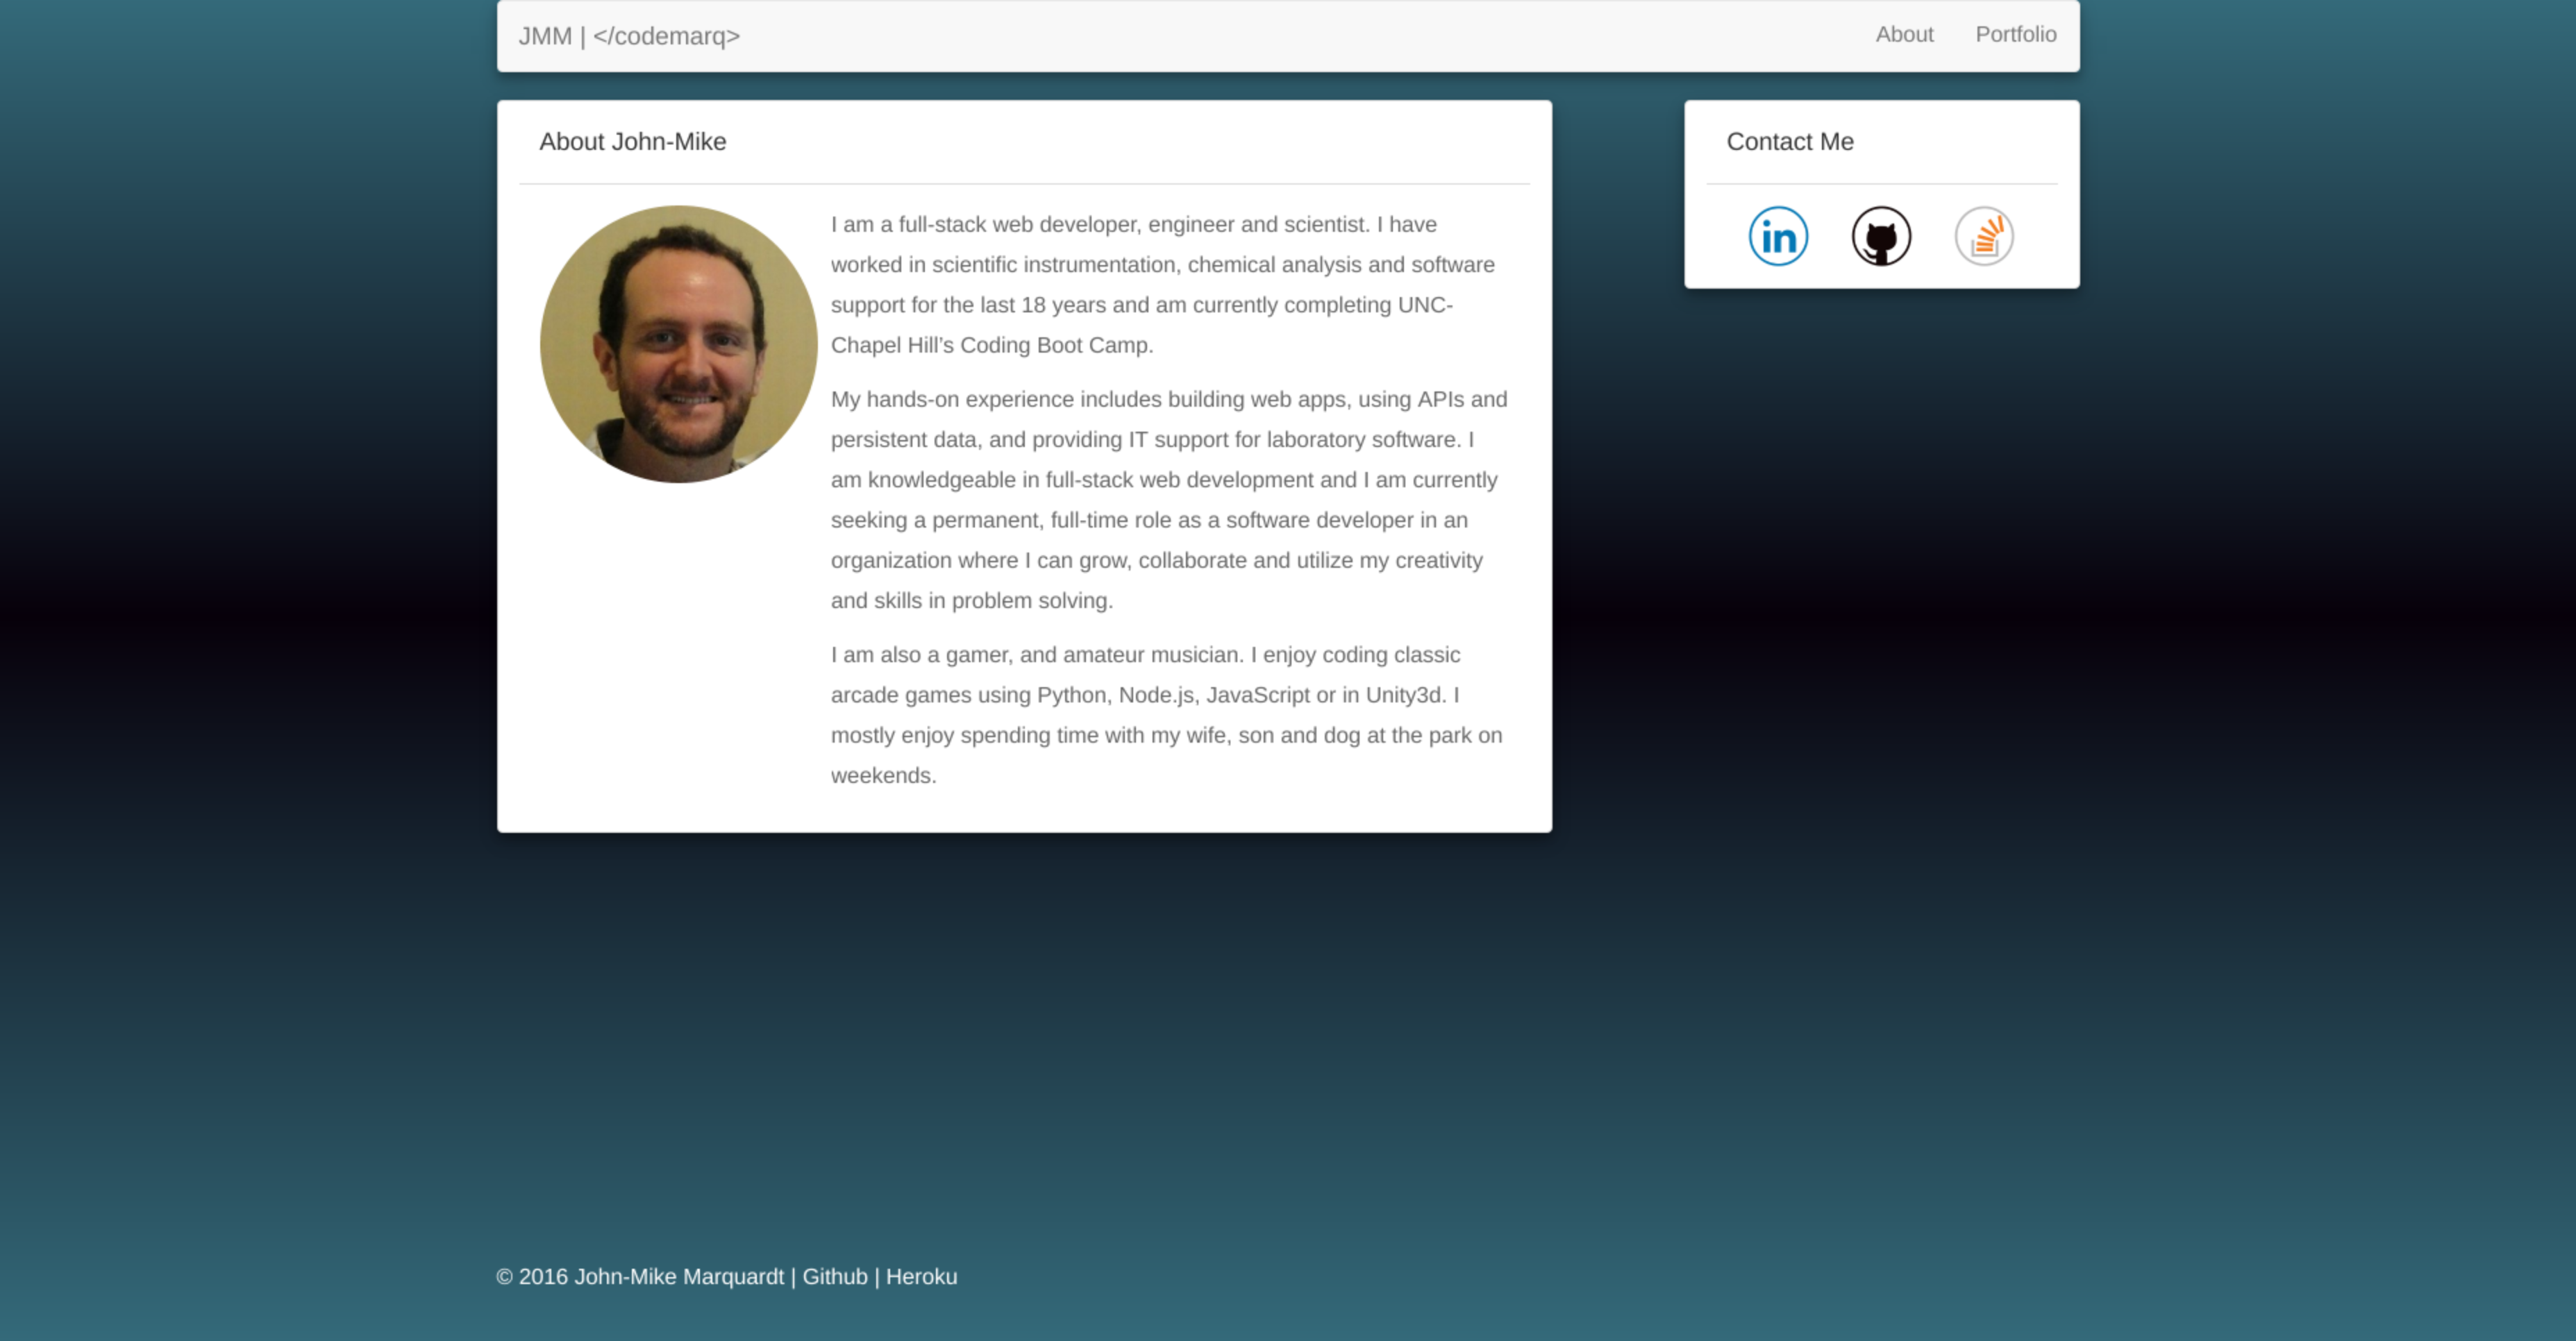 JMM | </codemarq>
About
Portfolio
About John-Mike
I am a full-stack web developer, engineer and scientist. I have
worked in scientific instrumentation, chemical analysis and software
support for the last 18 years and am currently completing UNC-
Chapel Hill’s Coding Boot Camp.
My hands-on experience includes building web apps, using APIs and
persistent data, and providing IT support for laboratory software. I
am knowledgeable in full-stack web development and I am currently
seeking a permanent, full-time role as a software developer in an
organization where I can grow, collaborate and utilize my creativity
and skills in problem solving.
I am also a gamer, and amateur musician. I enjoy coding classic
arcade games using Python, Node.js, JavaScript or in Unity3d. I
mostly enjoy spending time with my wife, son and dog at the park on
weekends.
Contact Me
in
© 2016 John-Mike Marquardt | Github | Heroku